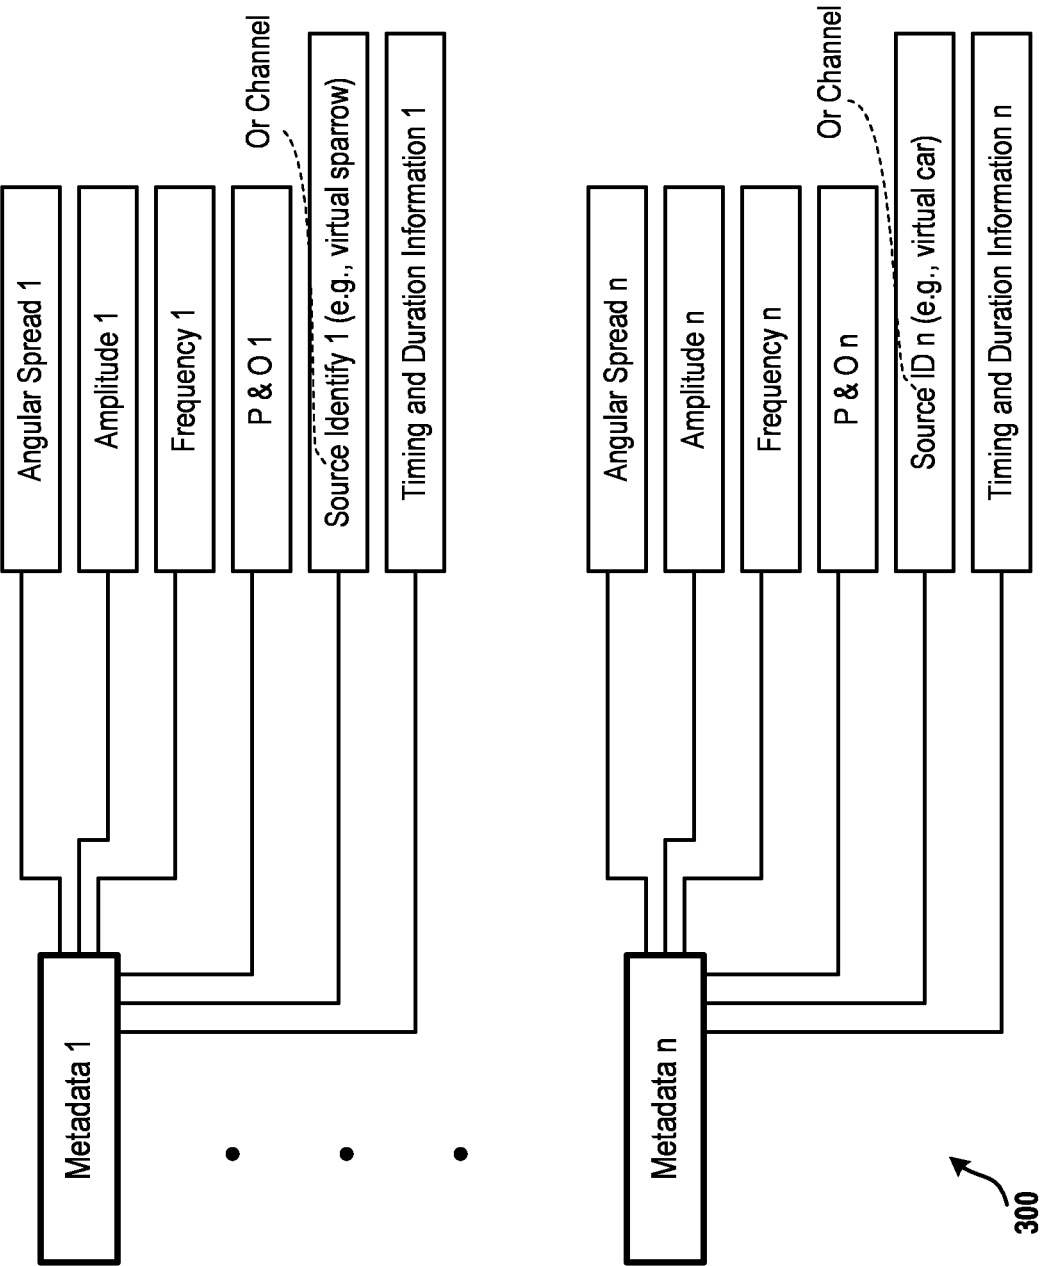 Metadata 1
Angular Spread 1
Amplitude 1
Frequency 1
P & O 1
Or Channel
Source Identify 1 (e.g., virtual sparrow)
Timing and Duration Information 1
Metadata n
Angular Spread n
Amplitude n
Frequency n
P & O n
Or Channel
Source ID n (e.g., virtual car)
Timing and Duration Information n
300